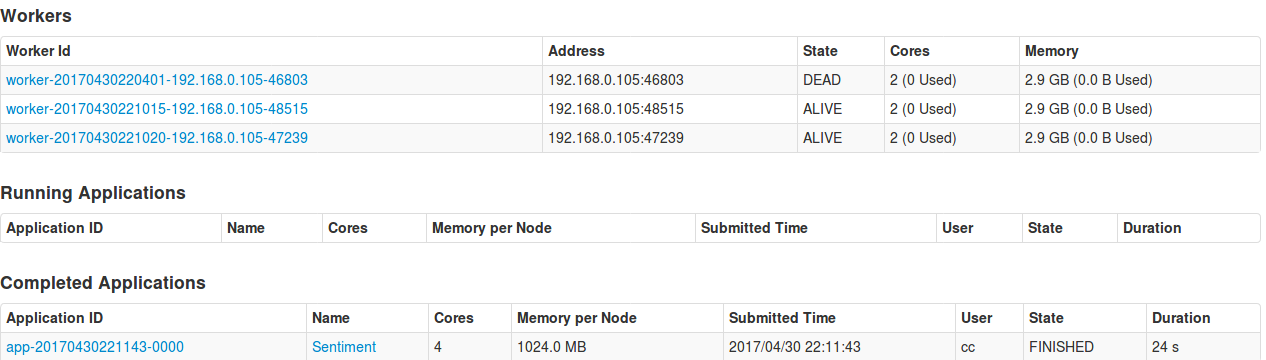 Workers
Worker Id Address State Cores Memory
worker-20170430220401-192.168.0.105-46803 192.168.0.105:46803 DEAD 2 (0 Used) 2.9 GB (0.0 B Used)
worker-20170430221015-192.168.0.105-48515 192.168.0.105:48515 ALIVE 2 (0 Used) 2.9 GB (0.0 B Used)
worker-20170430221020-192.168.0.105-47239 192.168.0.105:47239 ALIVE 2 (0 Used) 2.9 GB (0.0 B Used)
Running Applications
Application ID Name Cores Memory per Node Submitted Time User State Duration
Completed Applications
Application ID Name Cores Memory per Node Submitted Time User State Duration
app-20170430221143-0000 Sentiment 4 1024.0 MB 2017/04/30 22:11:43 cc FINISHED 24 s